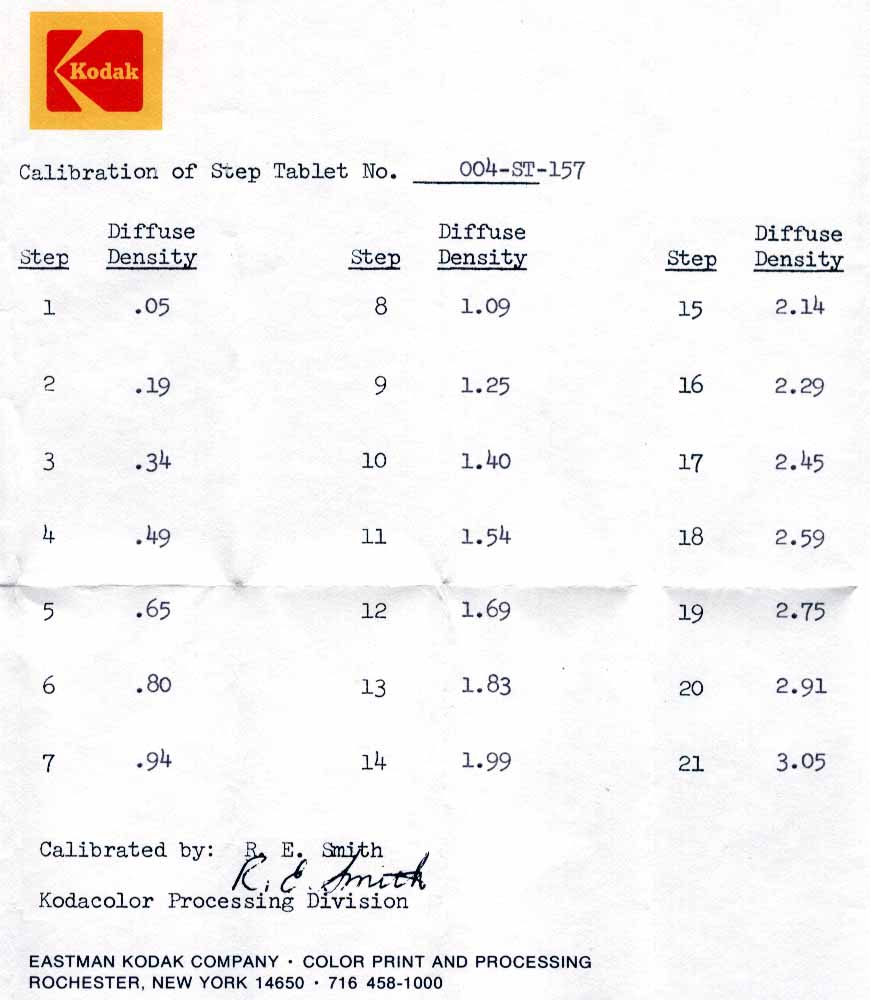 Kodak
Calibration of Step Tablet No. 004-ST-157
Step Diffuse Density Step Diffuse Density Step Diffuse Density
1 .05 8 1.09 15 2.14
2 .19 9 1.25 16 2.29
3 .34 10 1.40 17 2.45
4 .49 11 1.54 18 2.59
5 .65 12 1.69 19 2.75
6 .80 13 1.83 20 2.91
7 .94 14 1.99 21 3.05
Calibrated by: R. E. Smith
R. E. Smith
Kodacolor Processing Division
EASTMAN KODAK COMPANY · COLOR PRINT AND PROCESSING
ROCHESTER, NEW YORK 14650 · 716 458-1000